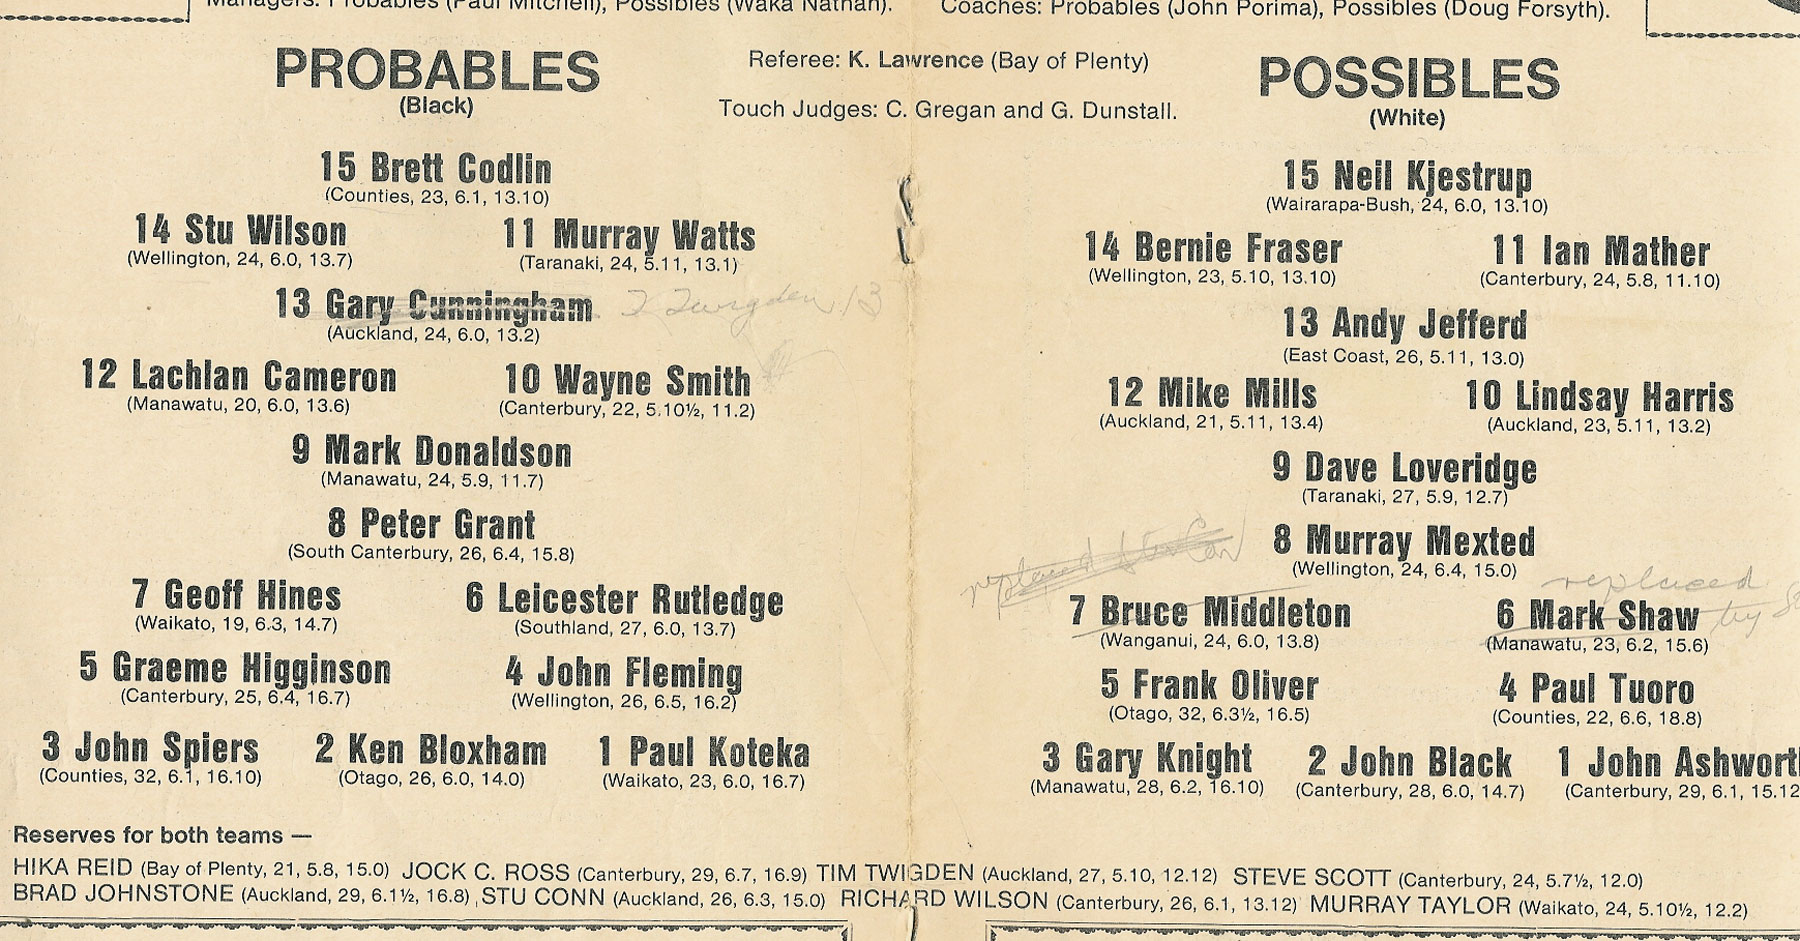 Managers: Probables (Paul Mitchell), Possibles (Waka Nathan). Coaches: Probables (John Porima), Possibles (Doug Forsyth).
PROBABLES
(Black)
Referee: K. Lawrence (Bay of Plenty)
Touch Judges: C. Gregan and G. Dunstall.
POSSIBLES
(White)
15 Brett Codlin
(Counties, 23, 6.1, 13.10)
14 Stu Wilson 11 Murray Watts
(Wellington, 24, 6.0, 13.7) (Taranaki, 24, 5.11, 13.1)
13 Gary Cunningham T Twigden 13
(Auckland, 24, 6.0, 13.2)
12 Lachlan Cameron 10 Wayne Smith
(Manawatu, 20, 6.0, 13.6) (Canterbury, 22, 5.10½, 11.2)
9 Mark Donaldson
(Manawatu, 24, 5.9, 11.7)
8 Peter Grant
(South Canterbury, 26, 6.4, 15.8)
7 Geoff Hines 6 Leicester Rutledge
(Waikato, 19, 6.3, 14.7) (Southland, 27, 6.0, 13.7)
5 Graeme Higginson 4 John Fleming
(Canterbury, 25, 6.4, 16.7) (Wellington, 26, 6.5, 16.2)
3 John Spiers 2 Ken Bloxham 1 Paul Koteka
(Counties, 32, 6.1, 16.10) (Otago, 26, 6.0, 14.0) (Waikato, 23, 6.0, 16.7)
15 Neil Kjestrup
(Wairarapa-Bush, 24, 6.0, 13.10)
14 Bernie Fraser 11 Ian Mather
(Wellington, 23, 5.10, 13.10) (Canterbury, 24, 5.8, 11.10)
13 Andy Jefferd
(East Coast, 26, 5.11, 13.0)
12 Mike Mills 10 Lindsay Harris
(Auckland, 21, 5.11, 13.4) (Auckland, 23, 5.11, 13.2)
9 Dave Loveridge
(Taranaki, 27, 5.9, 12.7)
replaced
8 Murray Mexted
(Wellington, 24, 6.4, 15.0)
replaced
by
7 Bruce Middleton 6 Mark Shaw
(Wanganui, 24, 6.0, 13.8) (Manawatu, 23, 6.2, 15.6)
5 Frank Oliver 4 Paul Tuoro
(Otago, 32, 6.3½, 16.5) (Counties, 22, 6.6, 18.8)
3 Gary Knight 2 John Black 1 John Ashwort
(Manawatu, 28, 6.2, 16.10) (Canterbury, 28, 6.0, 14.7) (Canterbury, 29, 6.1, 15.12
Reserves for both teams —
HIKA REID (Bay of Plenty, 21, 5.8, 15.0) JOCK C. ROSS (Canterbury, 29, 6.7, 16.9) TIM TWIGDEN (Auckland, 27, 5.10, 12.12) STEVE SCOTT (Canterbury, 24, 5.7½, 12.0)
BRAD JOHNSTONE (Auckland, 29, 6.1½, 16.8), STU CONN (Auckland, 26, 6.3, 15.0) RICHARD WILSON (Canterbury, 26, 6.1, 13.12) MURRAY TAYLOR (Waikato, 24, 5.10½, 12.2)